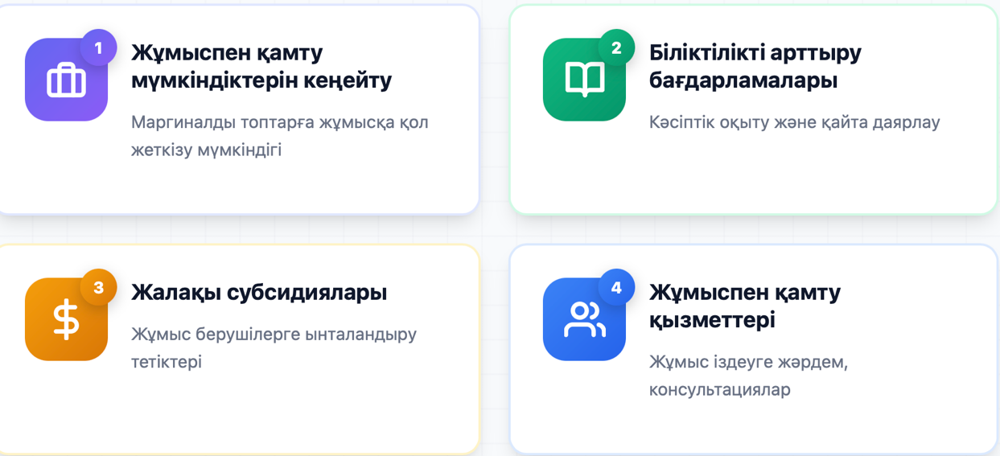 1
Жұмыспен қамту
мүмкіндіктерін кеңейту
Маргиналды топтарға жұмысқа қол
жеткізу мүмкіндігі
2
Біліктілікті арттыру
бағдарламалары
Кәсіптік оқыту және қайта даярлау
3
Жалақы субсидиялары
Жұмыс берушілерге ынталандыру
тетіктері
4
Жұмыспен қамту
қызметтері
Жұмыс іздеуге жәрдем,
консультациялар